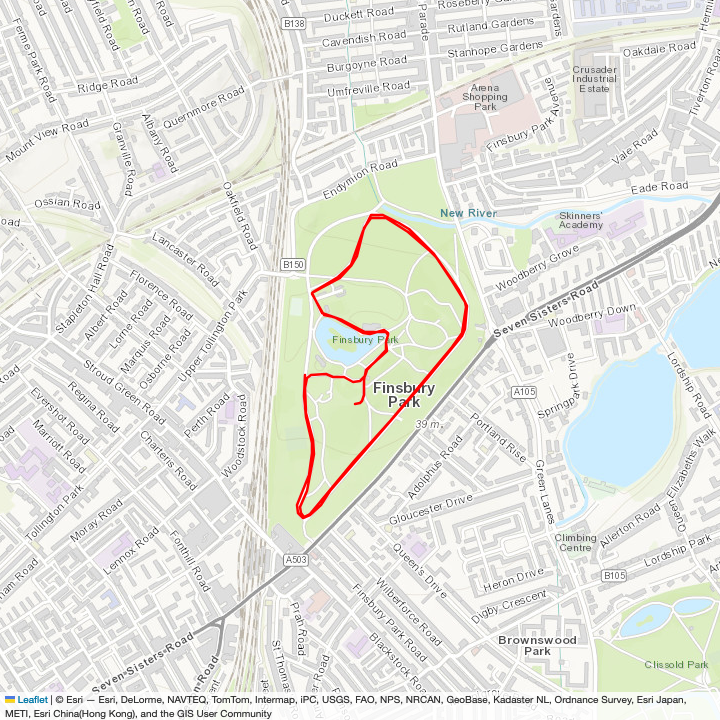 Duckett Road
Roseberry Gardens
B138
Rutland Gardens
Cavendish Road
Parade
Stanhope Gardens
Oakdale Road
Ferme Park Road
Burgoyne Road
Crusader
Industrial
Estate
Ridge Road
Umfreville Road
Arena
Shopping
Park
Tiverton Road
Quernmore Road
Finsbury Park Avenue
Mount View Road
Albany Road
Granville Road
Vale Road
Endymion Road
Eade Road
Oakfield Road
Ossian Road
New River
Skinners'
Academy
Lancaster Road
B150
Woodberry Grove
Stapleton Hall Road
Florence Road
Seven-Sisters-Road
Woodberry Down
Albert Road
Lorne Road
Upper Tollington Park
Marquis Road
Finsbury Park
Osborne Road
Lordship Road
Stroud Green Road
Finsbury
Park
A105
Springpark Drive
Regina Road
Perth Road
Woodstock Road
39 m.
Portland Rise
Evershot Road
Marriott Road
Charteris Road
Adolphus Road
Elizabeths Walk
Green Lanes
Tollington Park
Moray Road
Gloucester Drive
Queen
Allerton Road
Lennox Road
Fonthill Road
Climbing
Centre
Lordship Park
A503
Queen's Drive
Heron Drive
B105
Digby Crescent
Prah Road
Finsbury Park Road
Wilberforce Road
Seven-Sisters-Road
Brownswood
Park
St Thomas
Blackstock Road
Clissold Park
Leaflet | © Esri — Esri, DeLorme, NAVTEQ, TomTom, Intermap, iPC, USGS, FAO, NPS, NRCAN, GeoBase, Kadaster NL, Ordnance Survey, Esri Japan,
METI, Esri China(Hong Kong), and the GIS User Community